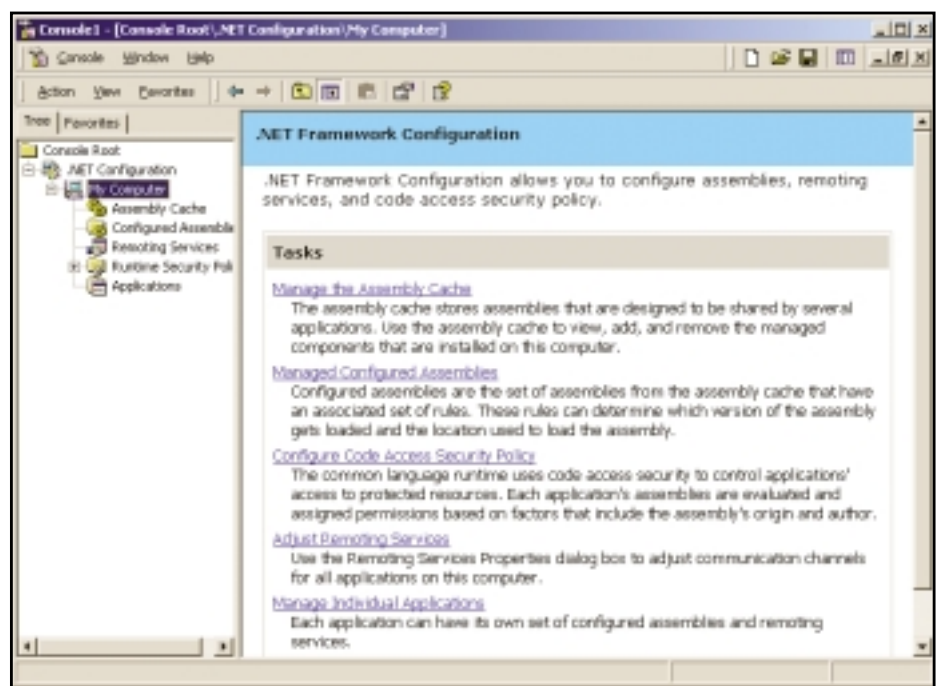 Console1 - [Console Root\.NET Configuration\My Computer]
Console Window Help
Action View Favorites
Tree Favorites
Console Root
.NET Configuration
My Computer
Assembly Cache
Configured Assemblie
Remoting Services
Runtime Security Poli
Applications
.NET Framework Configuration
.NET Framework Configuration allows you to configure assemblies, remoting
services, and code access security policy.
Tasks
Manage the Assembly Cache
The assembly cache stores assemblies that are designed to be shared by several
applications. Use the assembly cache to view, add, and remove the managed
components that are installed on this computer.
Managed Configured Assemblies
Configured assemblies are the set of assemblies from the assembly cache that have
an associated set of rules. These rules can determine which version of the assembly
gets loaded and the location used to load the assembly.
Configure Code Access Security Policy
The common language runtime uses code access security to control applications'
access to protected resources. Each application's assemblies are evaluated and
assigned permissions based on factors that include the assembly's origin and author.
Adjust Remoting Services
Use the Remoting Services Properties dialog box to adjust communication channels
for all applications on this computer.
Manage Individual Applications
Each application can have its own set of configured assemblies and remoting
services.